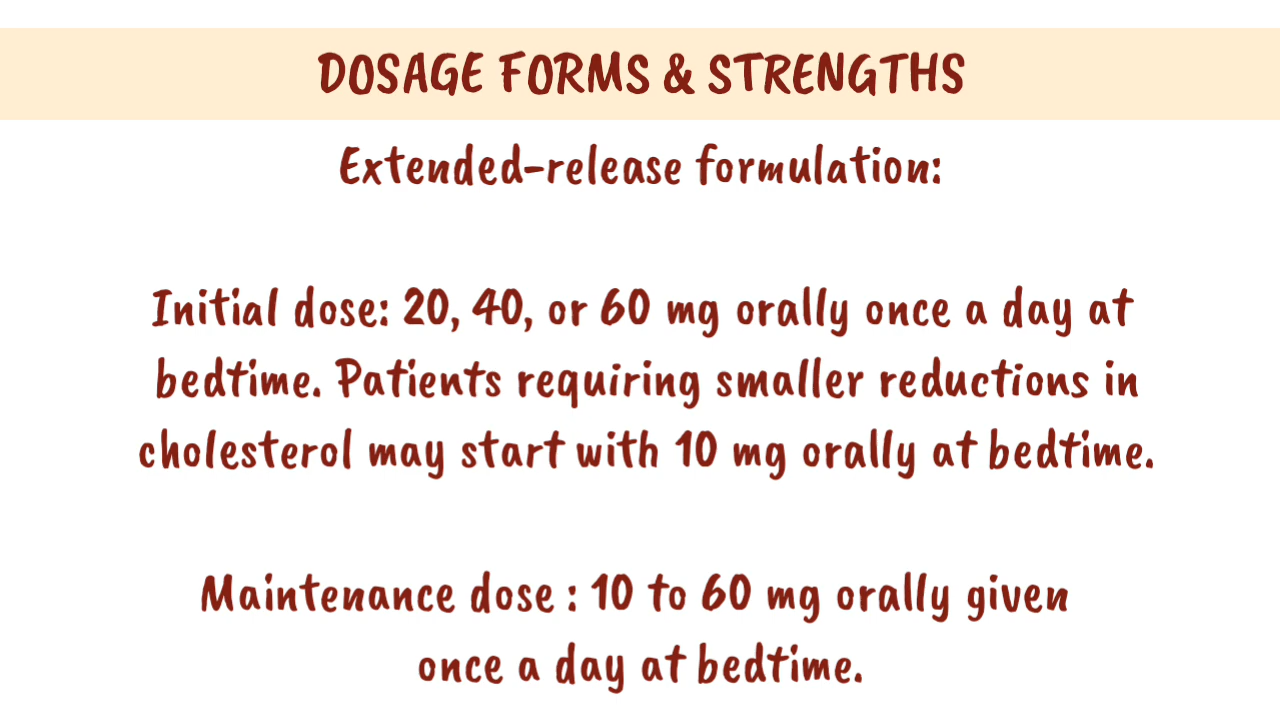 DOSAGE FORMS & STRENGTHS
Extended-release formulation:
Initial dose: 20, 40, or 60 mg orally once a day at
bedtime. Patients requiring smaller reductions in
cholesterol may start with 10 mg orally at bedtime.
Maintenance dose : 10 to 60 mg orally given
once a day at bedtime.